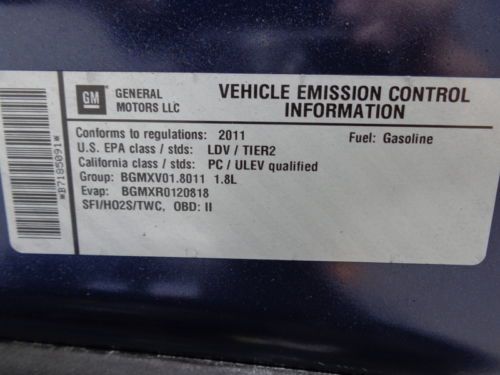 GM
GENERAL
MOTORS LLC
VEHICLE EMISSION CONTROL
INFORMATION
Conforms to regulations: 2011 Fuel: Gasoline
U.S. EPA class / stds: LDV / TIER2
California class / stds: PC / ULEV qualified
Group: BGMXV01.8011 1.8L
Evap: BGMXR0120818
SFI/HO2S/TWC, OBD: II
*B7185091*